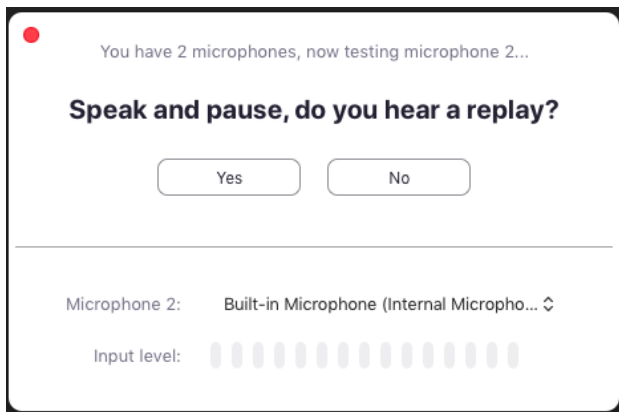 You have 2 microphones, now testing microphone 2...
Speak and pause, do you hear a replay?
Yes No
Microphone 2: Built-in Microphone (Internal Micropho...
Input level: